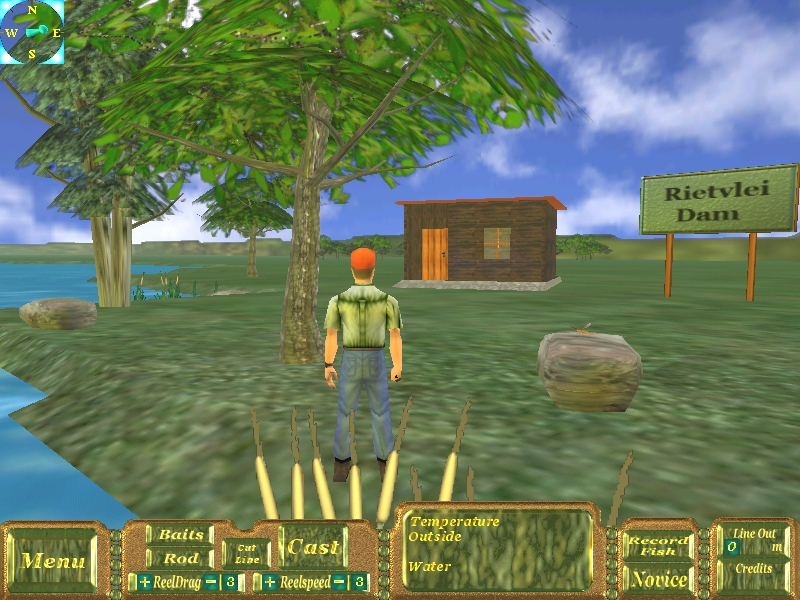 N
W E
S
Rietvlei
Dam
Menu
Baits
Rod
Cut
Line
Cast
+ ReelDrag - 3
+ Reelspeed - 3
Temperature
Outside
Water
Record
Fish
Novice
Line Out
0 m
Credits